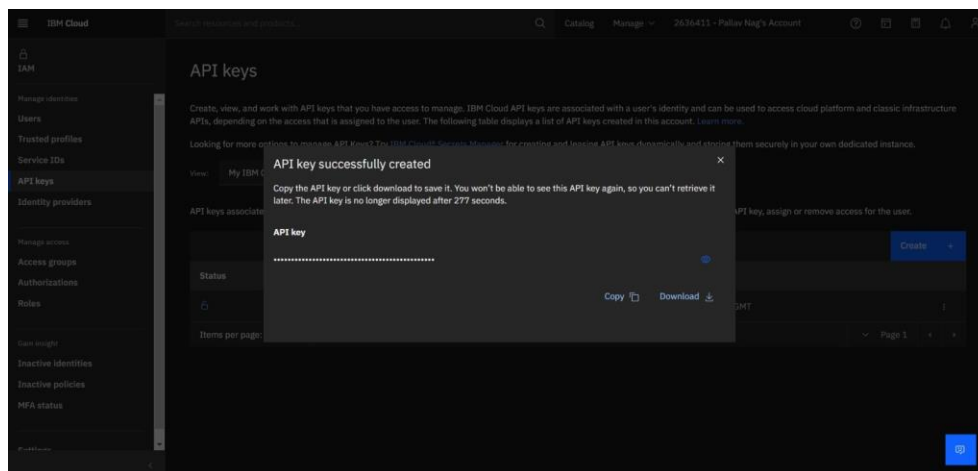 IBM Cloud
Search resources and products...
Catalog
Manage
2636411 - Pallav Nag's Account
IAM
Manage identities
Users
Trusted profiles
Service IDs
API keys
Identity providers
Manage access
Access groups
Authorizations
Roles
Gain insight
Inactive identities
Inactive policies
MFA status
Settings
API keys
Create, view, and work with API keys that you have access to manage. IBM Cloud API keys are associated with a user's identity and can be used to access cloud platform and classic infrastructure
APIs, depending on the access that is assigned to the user. The following table displays a list of API keys created in this account. Learn more.
Looking for more options to manage API Keys? Try IBM Cloud® Secrets Manager for creating and leasing API keys dynamically and storing them securely in your own dedicated instance.
View: My IBM
API keys associate
API key, assign or remove access for the user.
Create +
Status
GMT
Items per page:
Page 1
API key successfully created
Copy the API key or click download to save it. You won't be able to see this API key again, so you can't retrieve it
later. The API key is no longer displayed after 277 seconds.
API key
Copy
Download